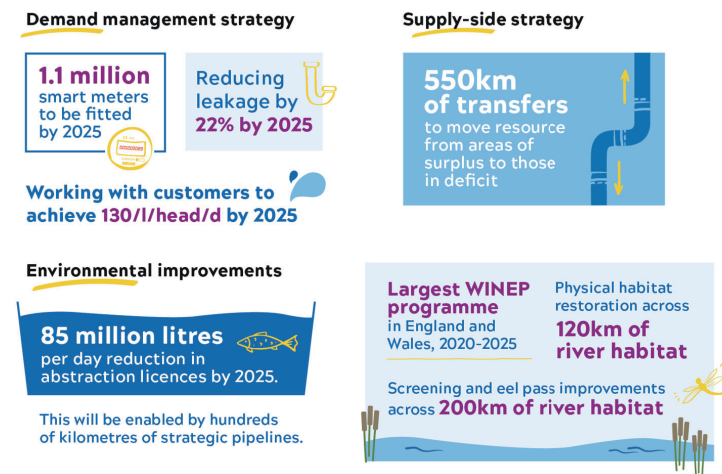 Demand management strategy
1.1 million
smart meters
to be fitted
by 2025
Reducing
leakage by
22% by 2025
Working with customers to
achieve 130/l/head/d by 2025
Supply-side strategy
550km
of transfers
to move resource
from areas of
surplus to those
in deficit
Environmental improvements
85 million litres
per day reduction in
abstraction licences by 2025.
This will be enabled by hundreds
of kilometres of strategic pipelines.
Largest WINEP
programme
in England and
Wales, 2020-2025
Physical habitat
restoration across
120km of
river habitat
Screening and eel pass improvements
across 200km of river habitat